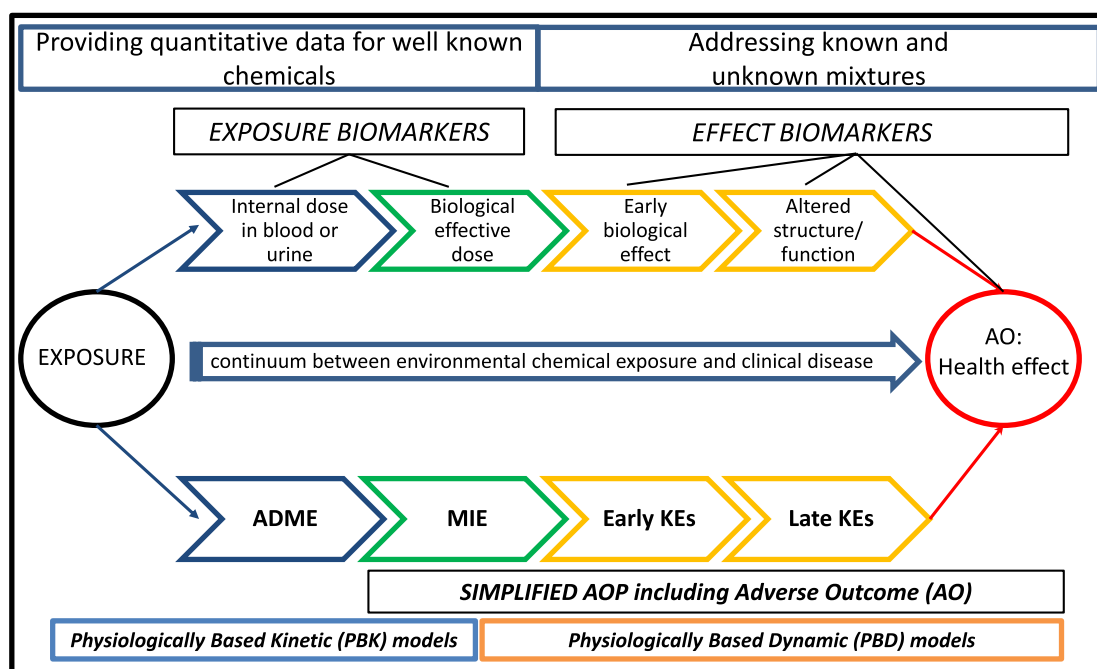 Providing quantitative data for well known
chemicals
Addressing known and
unknown mixtures
EXPOSURE BIOMARKERS
EFFECT BIOMARKERS
Internal dose
in blood or
urine
Biological
effective
dose
Early
biological
effect
Altered
structure/
function
EXPOSURE
continuum between environmental chemical exposure and clinical disease
AO:
Health effect
ADME
MIE
Early KEs
Late KEs
SIMPLIFIED AOP including Adverse Outcome (AO)
Physiologically Based Kinetic (PBK) models
Physiologically Based Dynamic (PBD) models